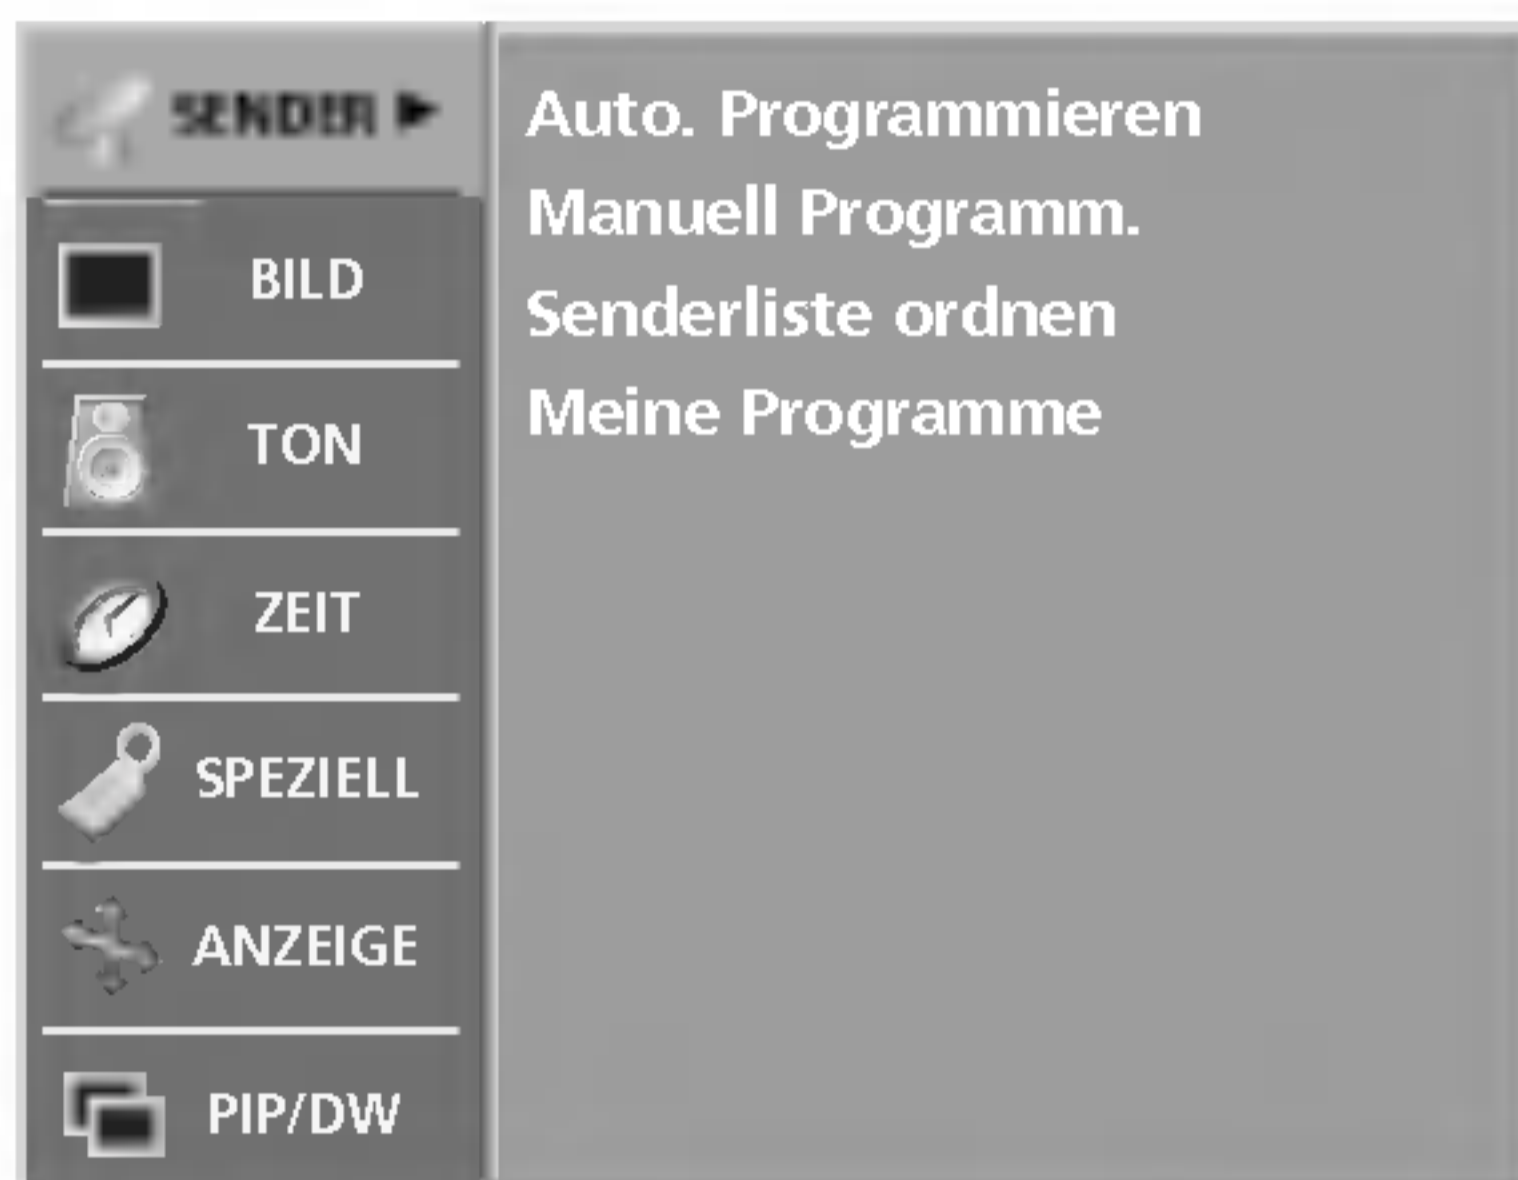 SENDER ▶
BILD
TON
ZEIT
SPEZIELL
ANZEIGE
PIP/DW
Auto. Programmieren
Manuell Programm.
Senderliste ordnen
Meine Programme